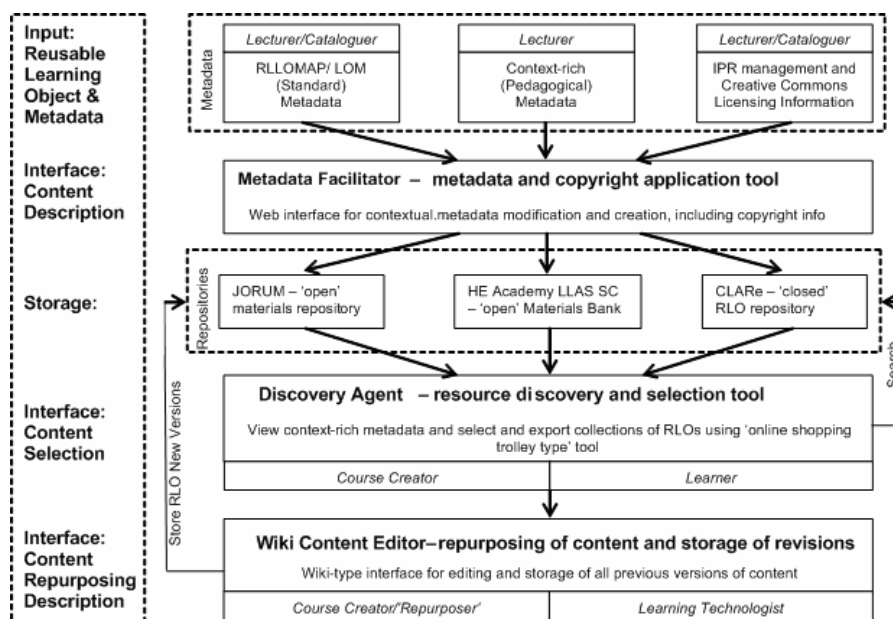 Input:
Reusable
Learning
Object &
Metadata
Metadata
Lecturer/Cataloguer
RLLOMAP/ LOM
(Standard)
Metadata
Lecturer
Context-rich
(Pedagogical)
Metadata
Lecturer/Cataloguer
IPR management and
Creative Commons
Licensing Information
Interface:
Content
Description
Metadata Facilitator – metadata and copyright application tool
Web interface for contextual.metadata modification and creation, including copyright info
Storage:
Repositories
JORUM – ‘open’
materials repository
HE Academy LLAS SC
– ‘open’ Materials Bank
CLARe – ‘closed’
RLO repository
Search
Interface:
Content
Selection
Store RLO New Versions
Discovery Agent – resource discovery and selection tool
View context-rich metadata and select and export collections of RLOs using ‘online shopping
trolley type’ tool
Course Creator
Learner
Interface:
Content
Repurposing
Description
Wiki Content Editor–repurposing of content and storage of revisions
Wiki-type interface for editing and storage of all previous versions of content
Course Creator/‘Repurposer’
Learning Technologist